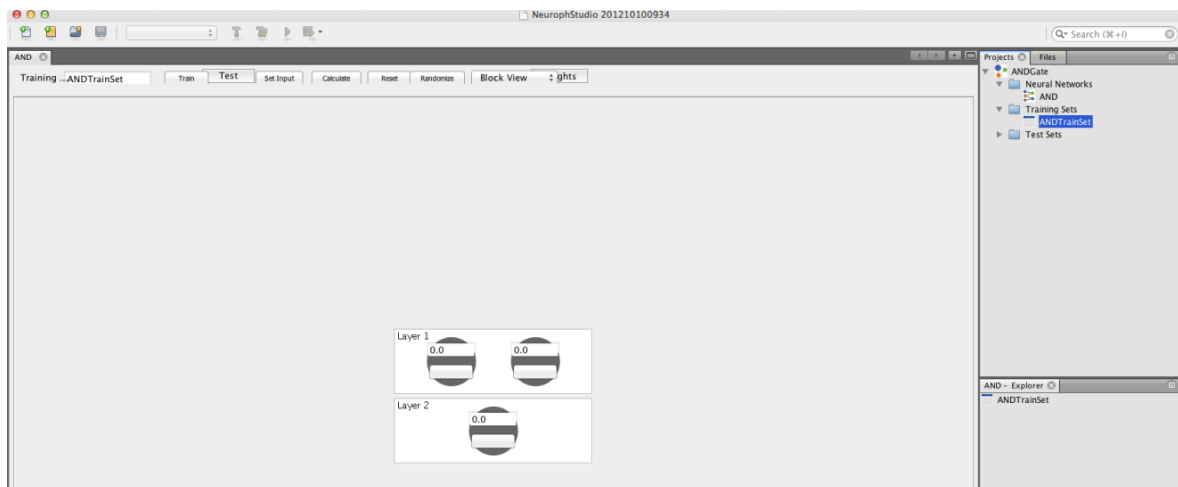 NeurophStudio 201210100934
Search (⌘+I)
AND
Training ... ANDTrainSet Train Test Set Input Calculate Reset Randomize Block View ghts
Layer 1
0.0 0.0
Layer 2
0.0
Projects Files
ANDGate
Neural Networks
AND
Training Sets
ANDTrainSet
Test Sets
AND - Explorer
ANDTrainSet